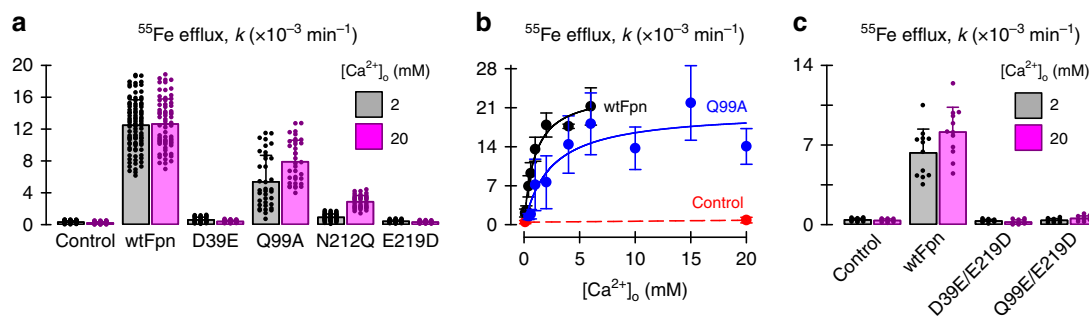 a
⁵⁵Fe efflux, k (×10⁻³ min⁻¹)
20
16
12
8
4
0
[Ca²⁺]ₒ (mM)
2
20
Control wtFpn D39E Q99A N212Q E219D
b
⁵⁵Fe efflux, k (×10⁻³ min⁻¹)
28
21
14
7
0
wtFpn
Q99A
Control
0 5 10 15 20
[Ca²⁺]ₒ (mM)
c
⁵⁵Fe efflux, k (×10⁻³ min⁻¹)
14
7
0
[Ca²⁺]ₒ (mM)
2
20
Control
wtFpn
D39E/E219D
Q99E/E219D